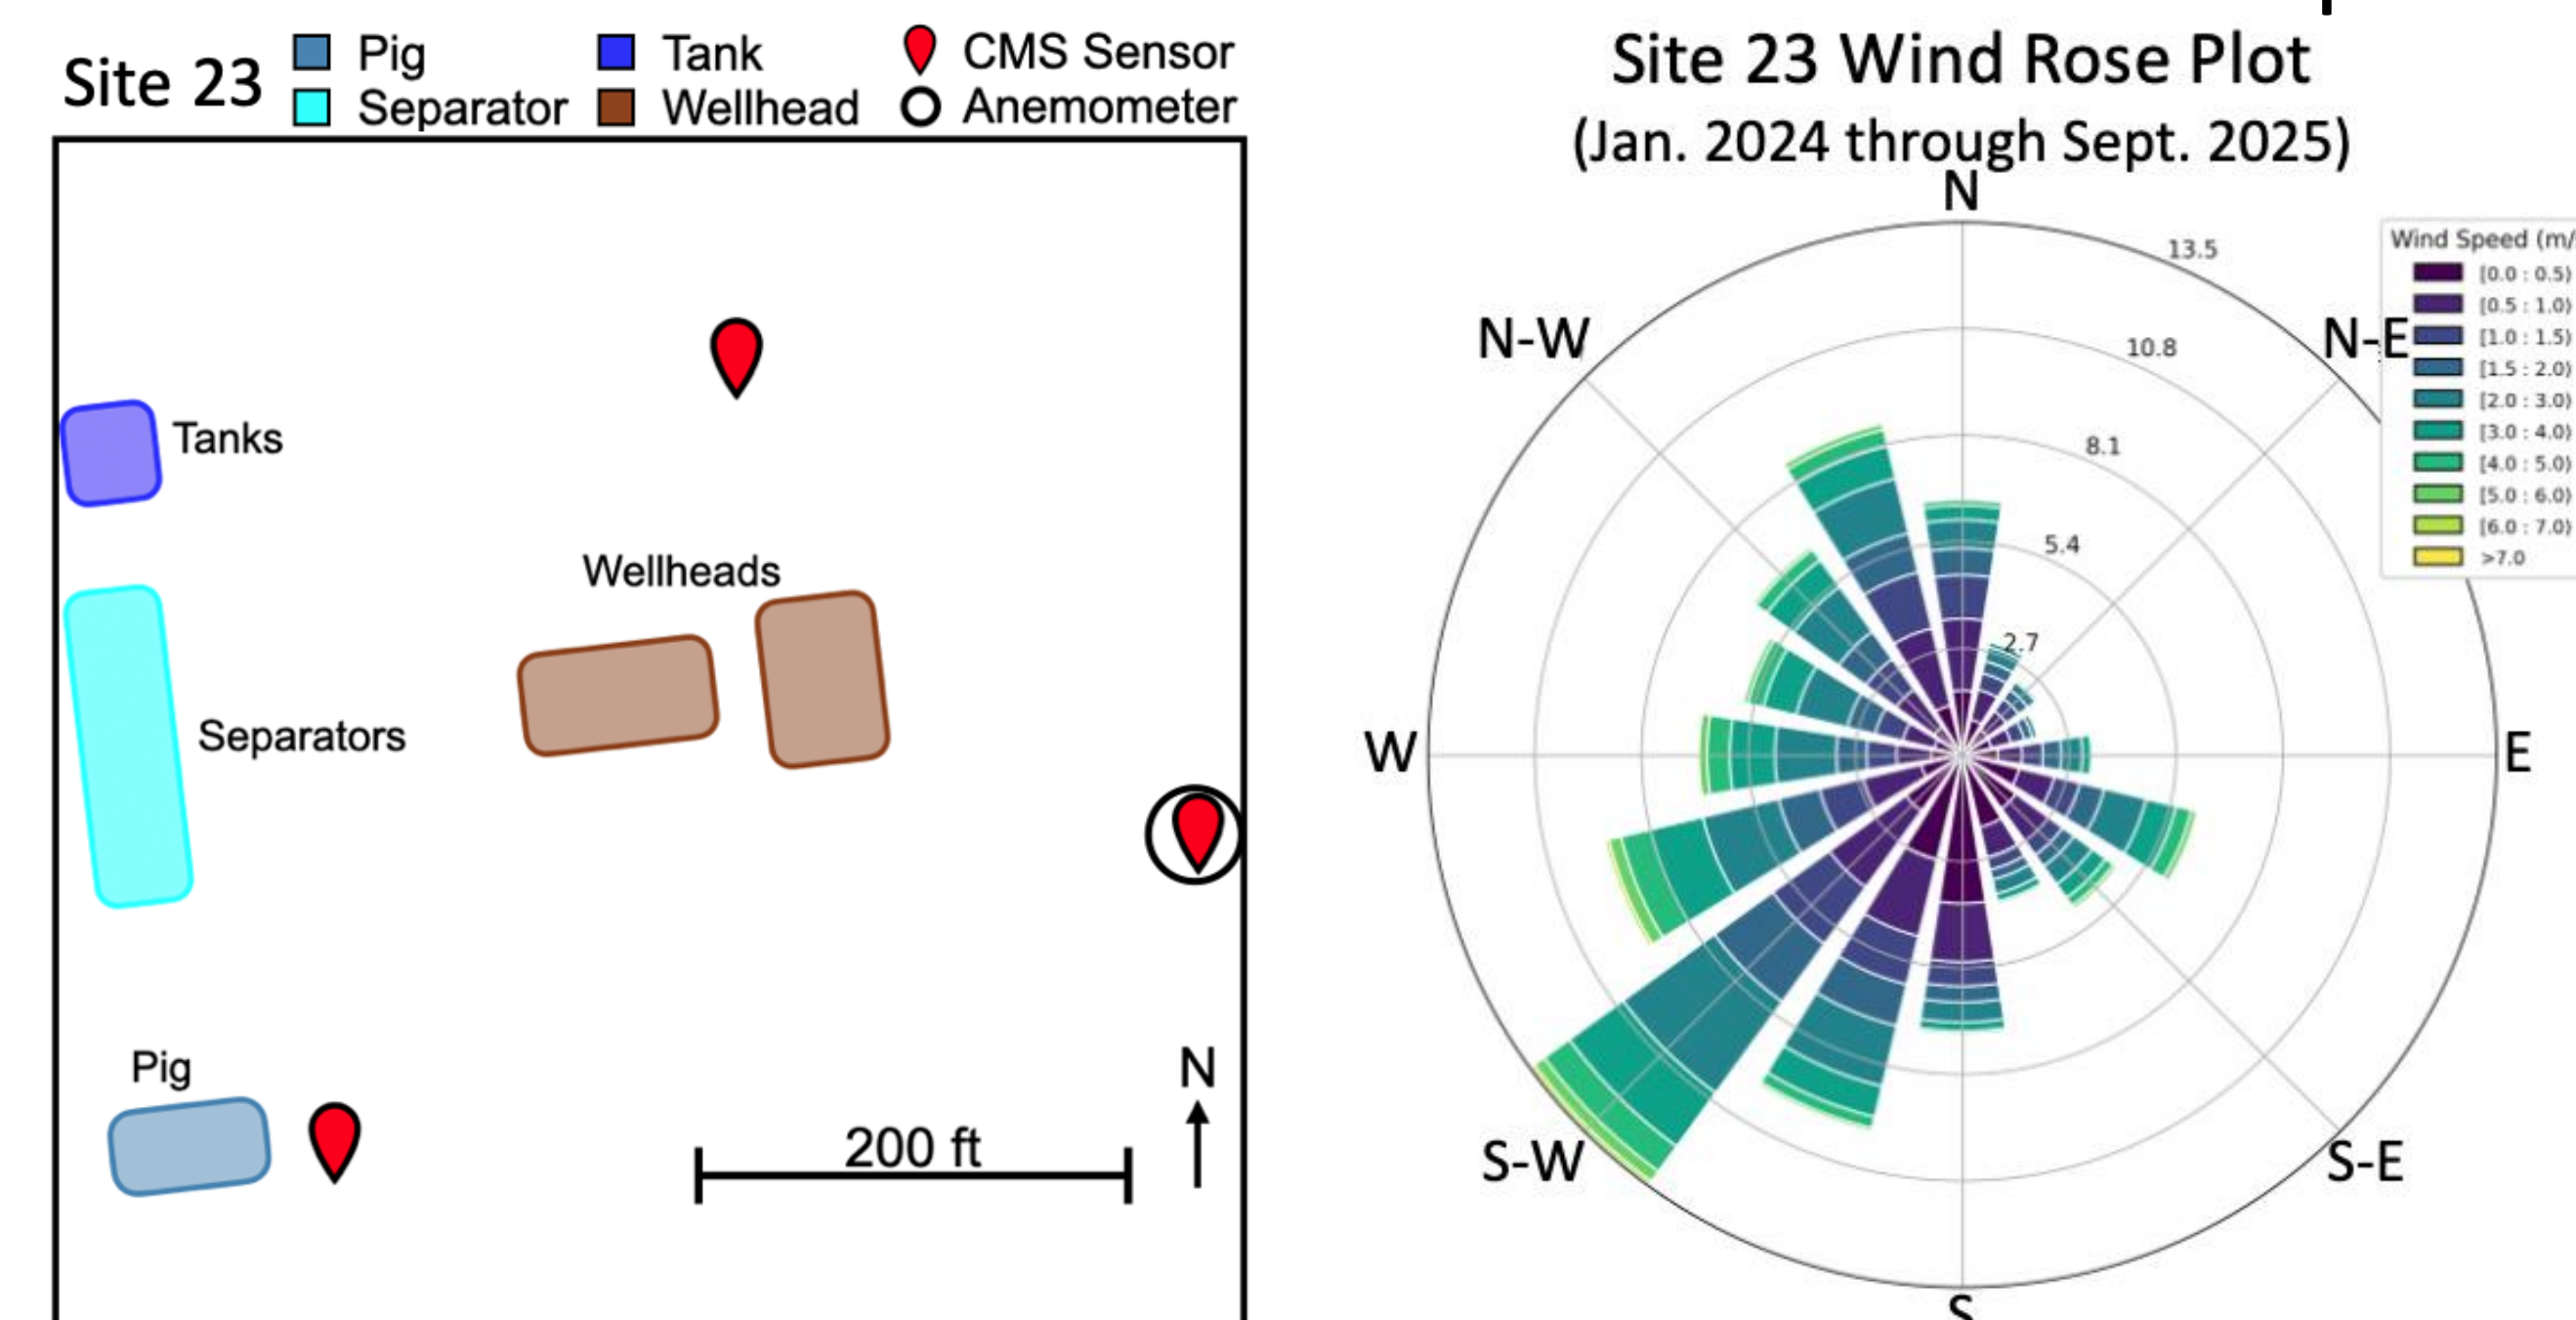 Site 23
Pig
Tank
CMS Sensor
Separator
Wellhead
Anemometer
Tanks
Wellheads
Separators
Pig
N
200 ft
Site 23 Wind Rose Plot
(Jan. 2024 through Sept. 2025)
N
N-W
N-E
W
E
S-W
S-E
S
13.5
10.8
8.1
5.4
2.7
Wind Speed (m/
[0.0 : 0.5)
[0.5 : 1.0)
[1.0 : 1.5)
[1.5 : 2.0)
[2.0 : 3.0)
[3.0 : 4.0)
[4.0 : 5.0)
[5.0 : 6.0)
[6.0 : 7.0)
>7.0